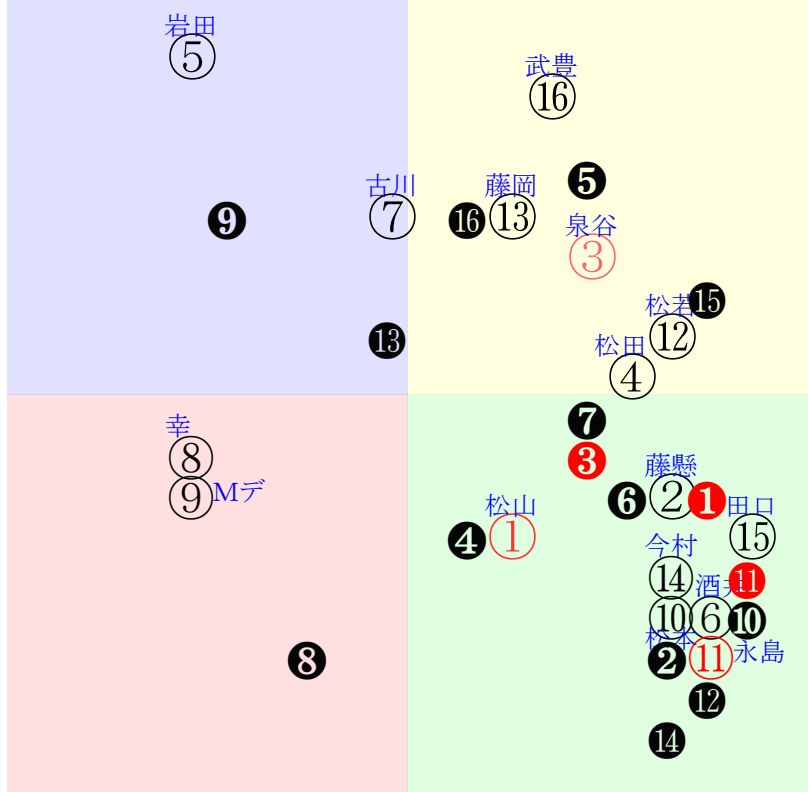 岩田
⑤
武豊
⑯
❺
古川
⑦
藤岡
⑬
⓰
❾
泉谷
③
松若
⓯
⑫
⓭
松田
④
❼
幸
⑧
❸
藤懸
②
❶
❻
⑨
Mデ
松山
①
❹
田口
⑮
今村
⑭
酒井
⓫
⑩
⑥
❿
松本
❷
⑪
永島
❽
⓬
⓮